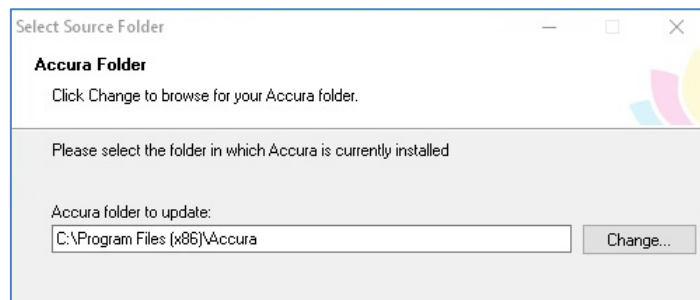 Select Source Folder
Accura Folder
Click Change to browse for your Accura folder.
Please select the folder in which Accura is currently installed
Accura folder to update:
C:\Program Files (x86)\Accura
Change...